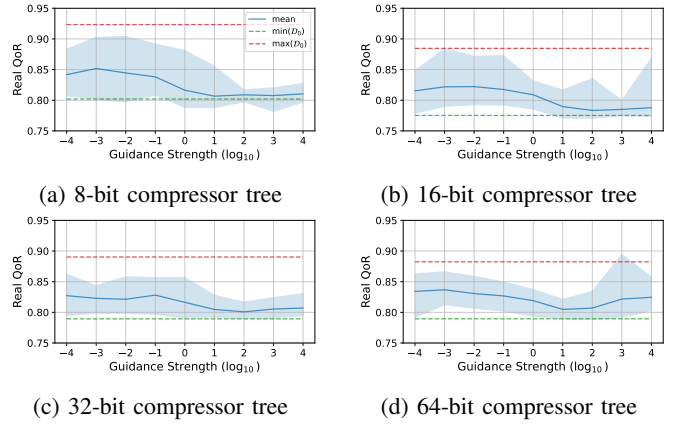 0.95
0.90
0.85
0.80
0.75
Real QoR
mean
min(𝒟₀)
max(𝒟₀)
−4 −3 −2 −1 0 1 2 3 4
Guidance Strength (log₁₀)
(a) 8-bit compressor tree
0.95
0.90
0.85
0.80
0.75
Real QoR
−4 −3 −2 −1 0 1 2 3 4
Guidance Strength (log₁₀)
(b) 16-bit compressor tree
0.95
0.90
0.85
0.80
0.75
Real QoR
−4 −3 −2 −1 0 1 2 3 4
Guidance Strength (log₁₀)
(c) 32-bit compressor tree
0.95
0.90
0.85
0.80
0.75
Real QoR
−4 −3 −2 −1 0 1 2 3 4
Guidance Strength (log₁₀)
(d) 64-bit compressor tree